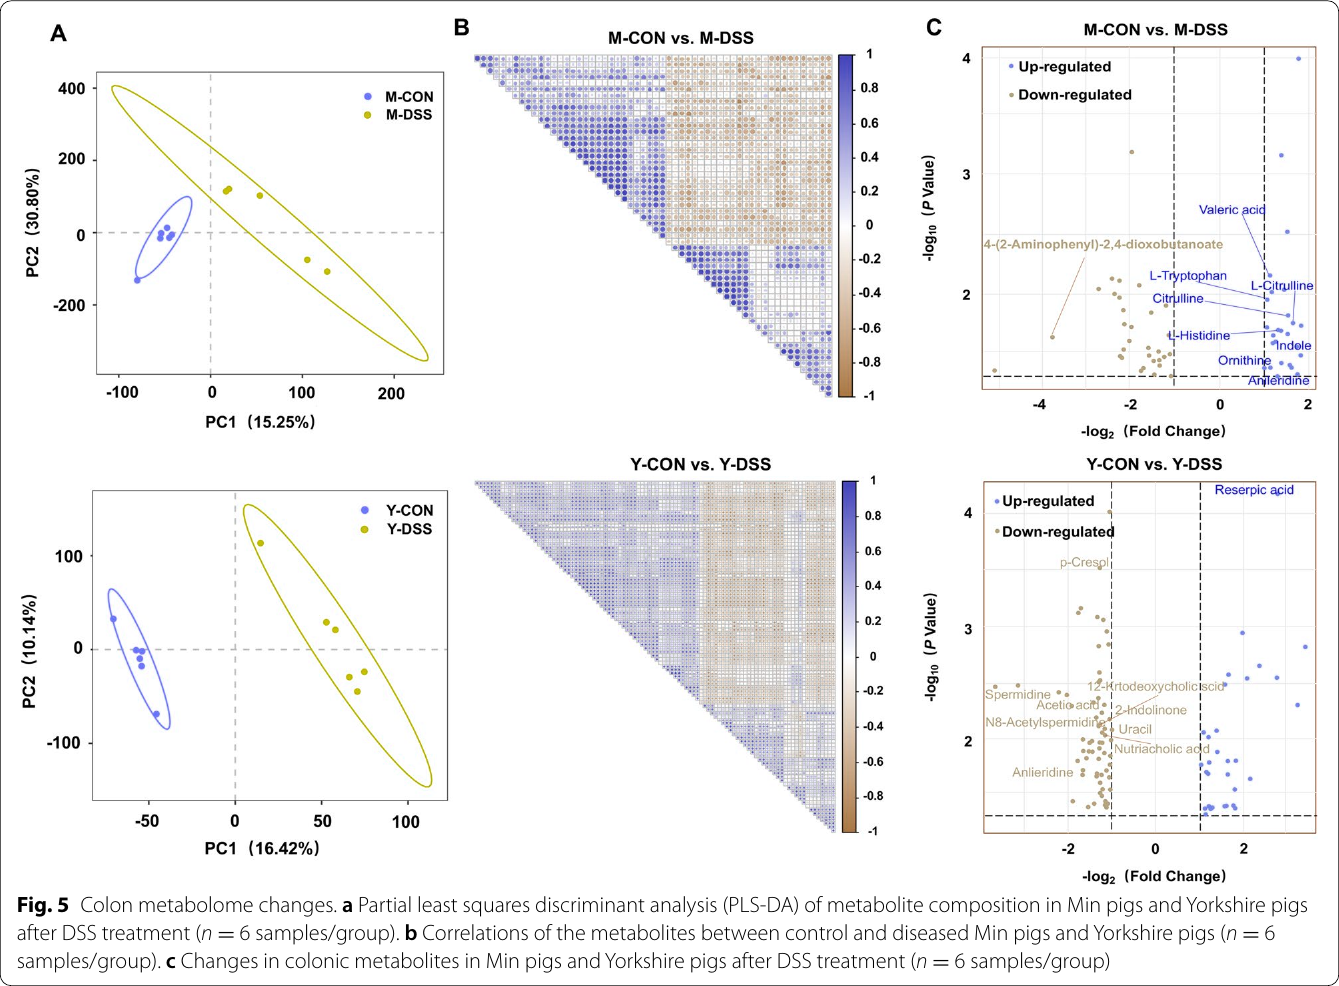 A
400
200
0
-200
-100
0
100
200
PC2 (30.80%)
PC1 (15.25%)
M-CON
M-DSS
B
M-CON vs. M-DSS
1
0.8
0.6
0.4
0.2
0
-0.2
-0.4
-0.6
-0.8
-1
C
M-CON vs. M-DSS
Up-regulated
Down-regulated
4
3
2
-log10 (P Value)
Valeric acid
4-(2-Aminophenyl)-2,4-dioxobutanoate
L-Tryptophan
L-Citrulline
Citrulline
L-Histidine
Indole
Ornithine
Anileridine
-4
-2
0
2
-log2 (Fold Change)
Y-CON
Y-DSS
100
0
-100
-50
0
50
100
PC2 (10.14%)
PC1 (16.42%)
Y-CON vs. Y-DSS
1
0.8
0.6
0.4
0.2
0
-0.2
-0.4
-0.6
-0.8
-1
Y-CON vs. Y-DSS
Reserpic acid
Up-regulated
Down-regulated
4
3
2
-log10 (P Value)
p-Cresol
12-Krtodeoxycholic acid
Spermidine
Acetic acid
2-Indolinone
N8-Acetylspermidine
Uracil
Nutriacholic acid
Anlieridine
-2
0
2
-log2 (Fold Change)
Fig. 5 Colon metabolome changes. a Partial least squares discriminant analysis (PLS-DA) of metabolite composition in Min pigs and Yorkshire pigs
after DSS treatment (n = 6 samples/group). b Correlations of the metabolites between control and diseased Min pigs and Yorkshire pigs (n = 6
samples/group). c Changes in colonic metabolites in Min pigs and Yorkshire pigs after DSS treatment (n = 6 samples/group)